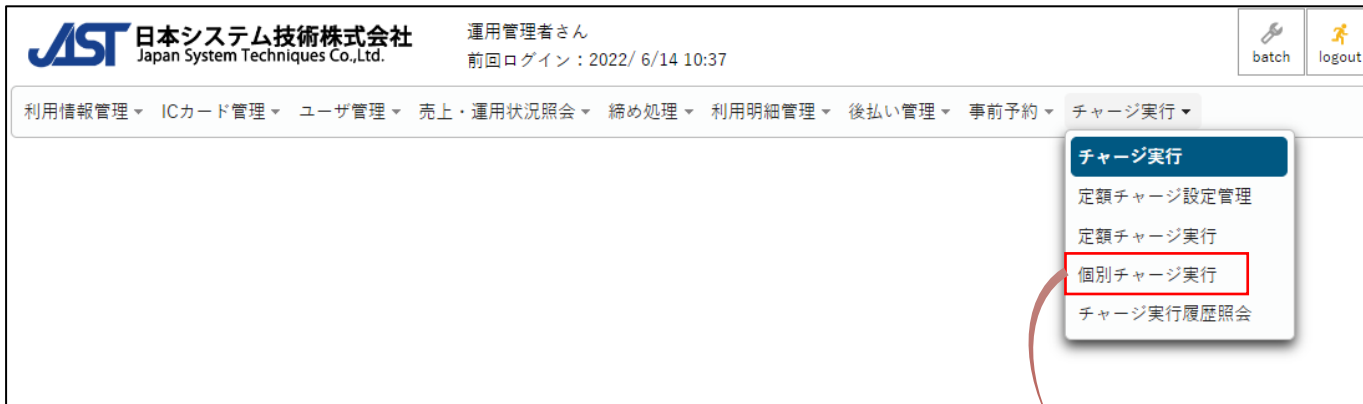 JAST 日本システム技術株式会社
Japan System Techniques Co.,Ltd.
運用管理者さん
前回ログイン：2022/ 6/14 10:37
batch
logout
利用情報管理 ICカード管理 ユーザ管理 売上・運用状況照会 締め処理 利用明細管理 後払い管理 事前予約 チャージ実行
チャージ実行
定額チャージ設定管理
定額チャージ実行
個別チャージ実行
チャージ実行履歴照会